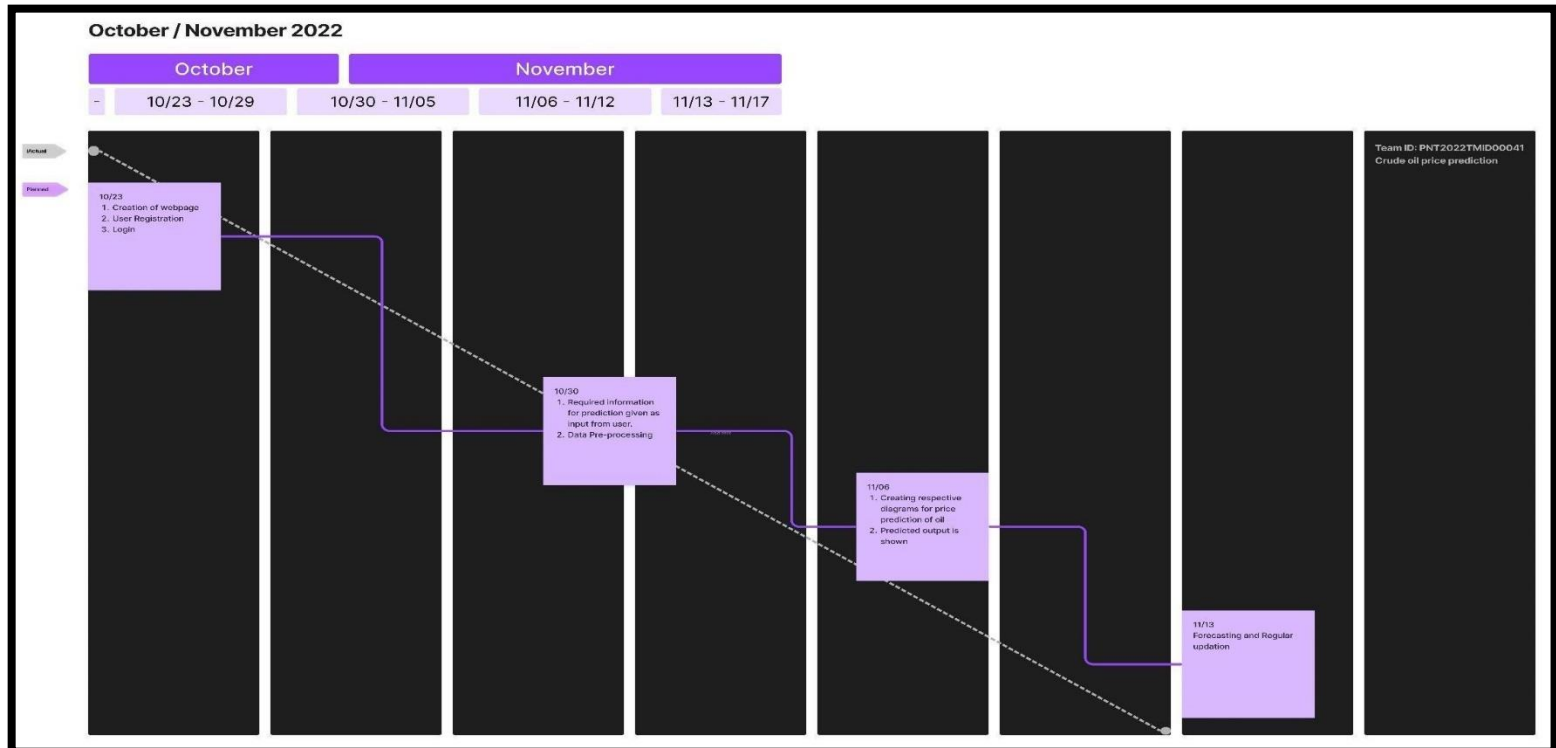 October / November 2022
October
November
-
10/23 - 10/29
10/30 - 11/05
11/06 - 11/12
11/13 - 11/17
Actual
Planned
Team ID: PNT2022TMID00041
Crude oil price prediction
10/23
1. Creation of webpage
2. User Registration
3. Login
10/30
1. Required information
for prediction given as
input from user.
2. Data Pre-processing
11/06
1. Creating respective
diagrams for price
prediction of oil
2. Predicted output is
shown
11/13
Forecasting and Regular
updation